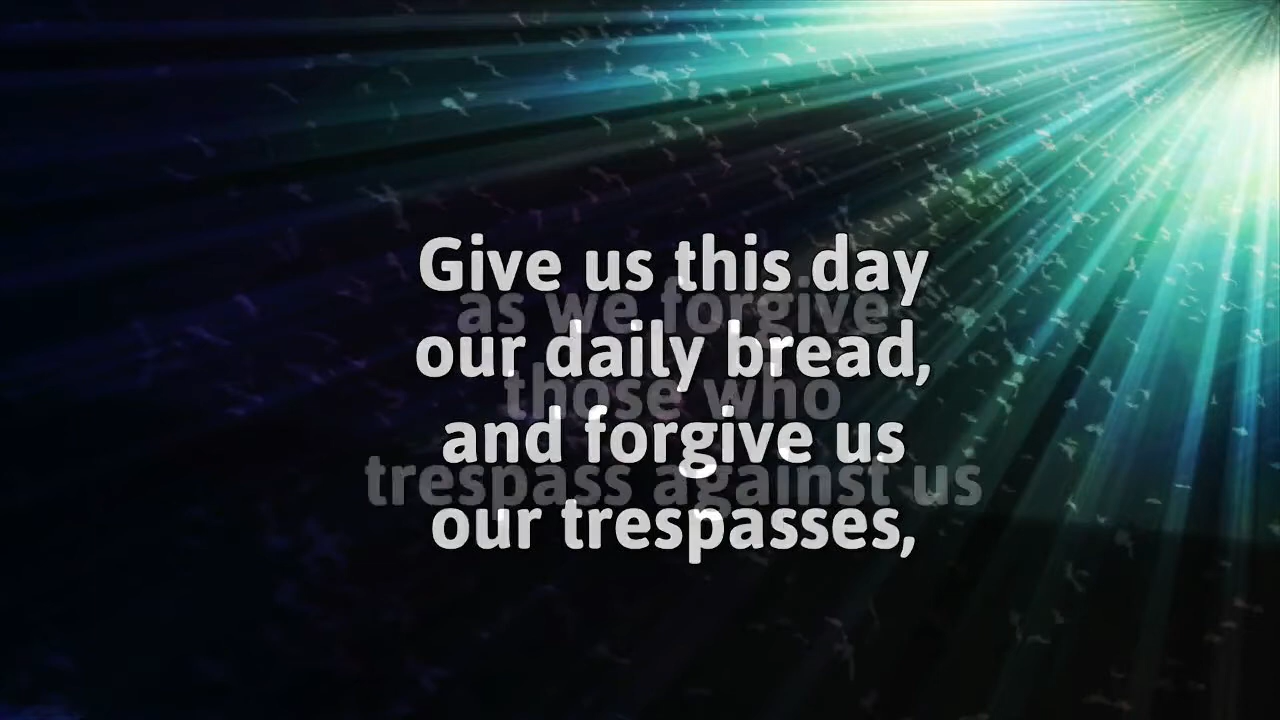 Give us this day
our daily bread,
and forgive us
our trespasses,
as we forgive
those who
trespass against us